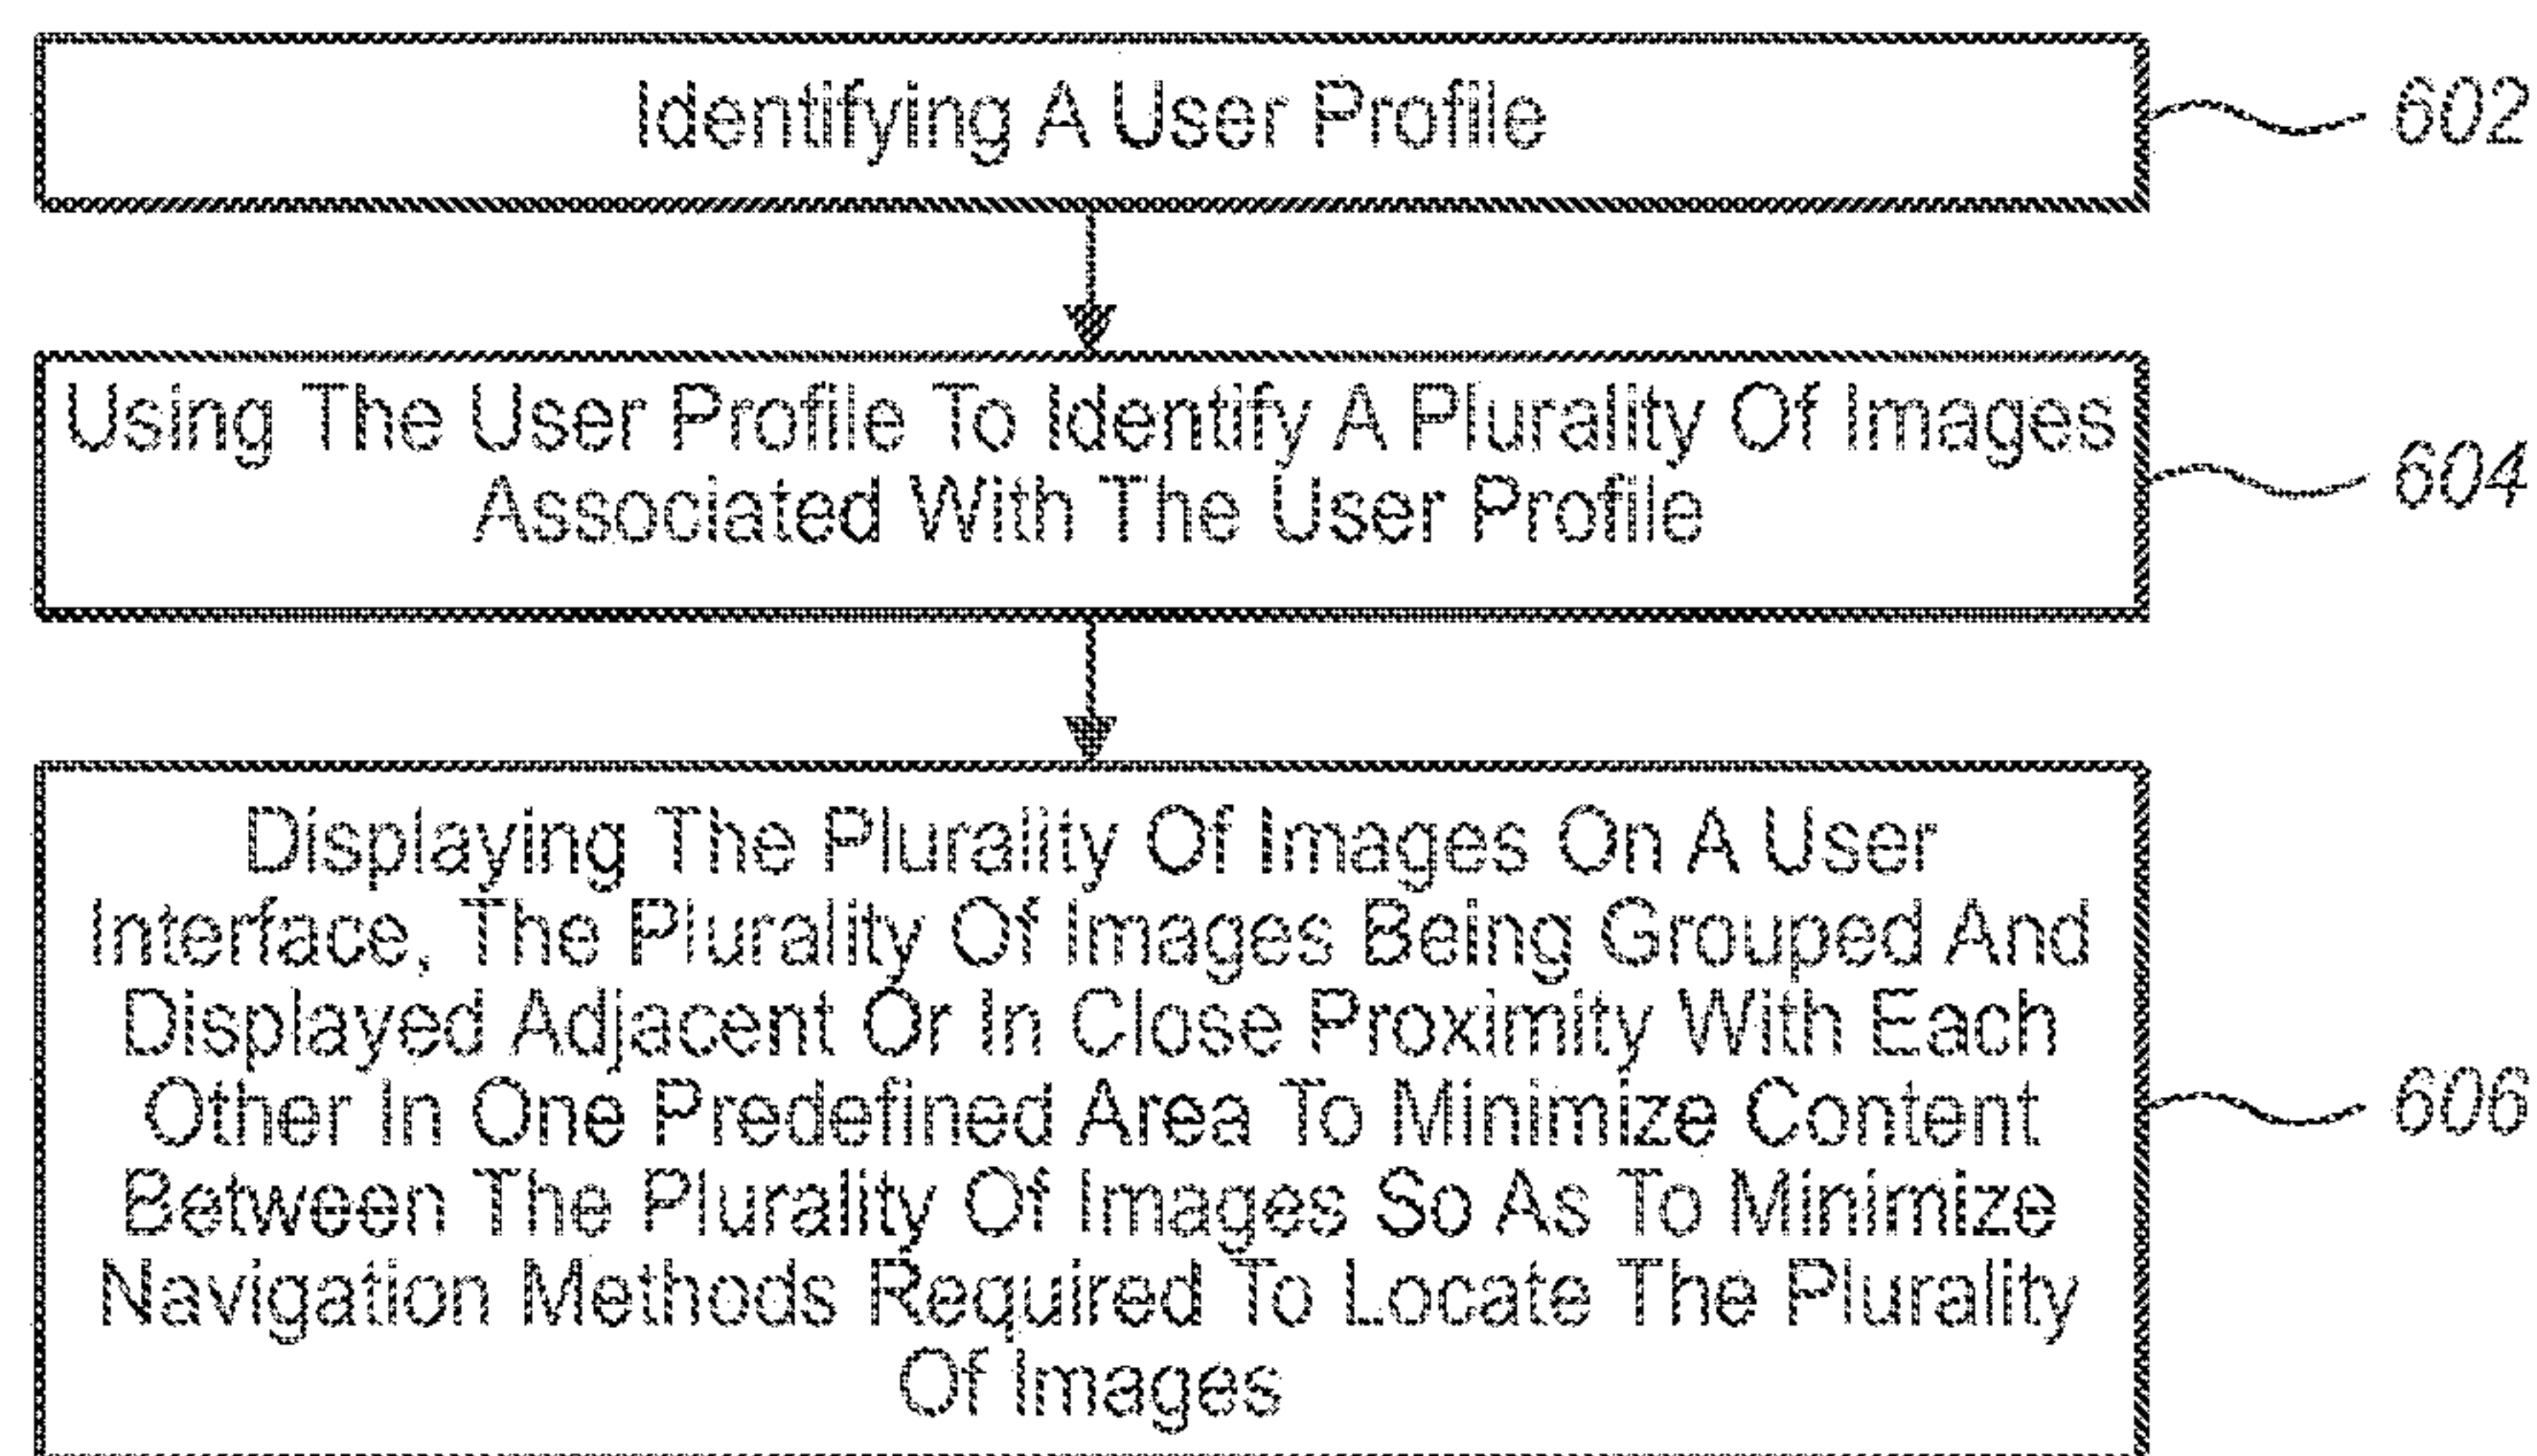 Identifying A User Profile
602
Using The User Profile To Identify A Plurality Of Images
Associated With The User Profile
604
Displaying The Plurality Of Images On A User
Interface, The Plurality Of Images Being Grouped And
Displayed Adjacent Or In Close Proximity With Each
Other In One Predefined Area To Minimize Content
Between The Plurality Of Images So As To Minimize
Navigation Methods Required To Locate The Plurality
Of Images
606